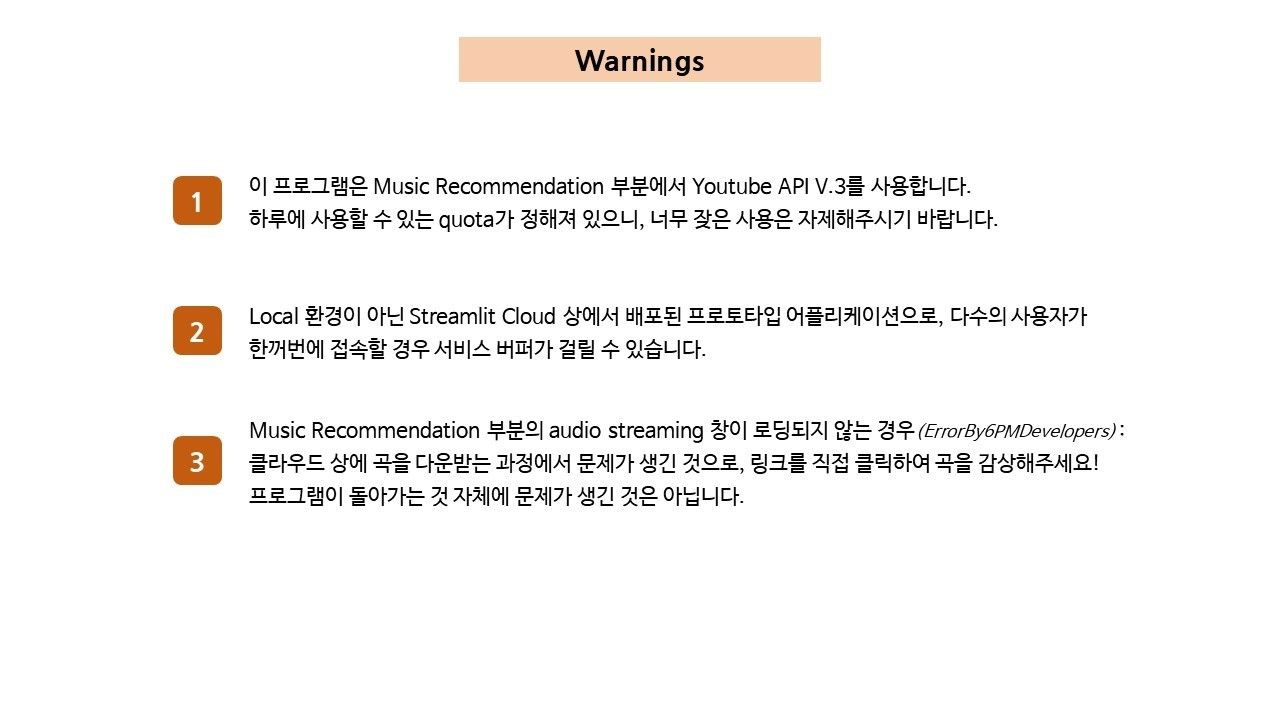 Warnings
1
이 프로그램은 Music Recommendation 부분에서 Youtube API V.3를 사용합니다.
하루에 사용할 수 있는 quota가 정해져 있으니, 너무 잦은 사용은 자제해주시기 바랍니다.
2
Local 환경이 아닌 Streamlit Cloud 상에서 배포된 프로토타입 어플리케이션으로, 다수의 사용자가
한꺼번에 접속할 경우 서비스 버퍼가 걸릴 수 있습니다.
3
Music Recommendation 부분의 audio streaming 창이 로딩되지 않는 경우(ErrorBy6PMDevelopers) :
클라우드 상에 곡을 다운받는 과정에서 문제가 생긴 것으로, 링크를 직접 클릭하여 곡을 감상해주세요!
프로그램이 돌아가는 것 자체에 문제가 생긴 것은 아닙니다.